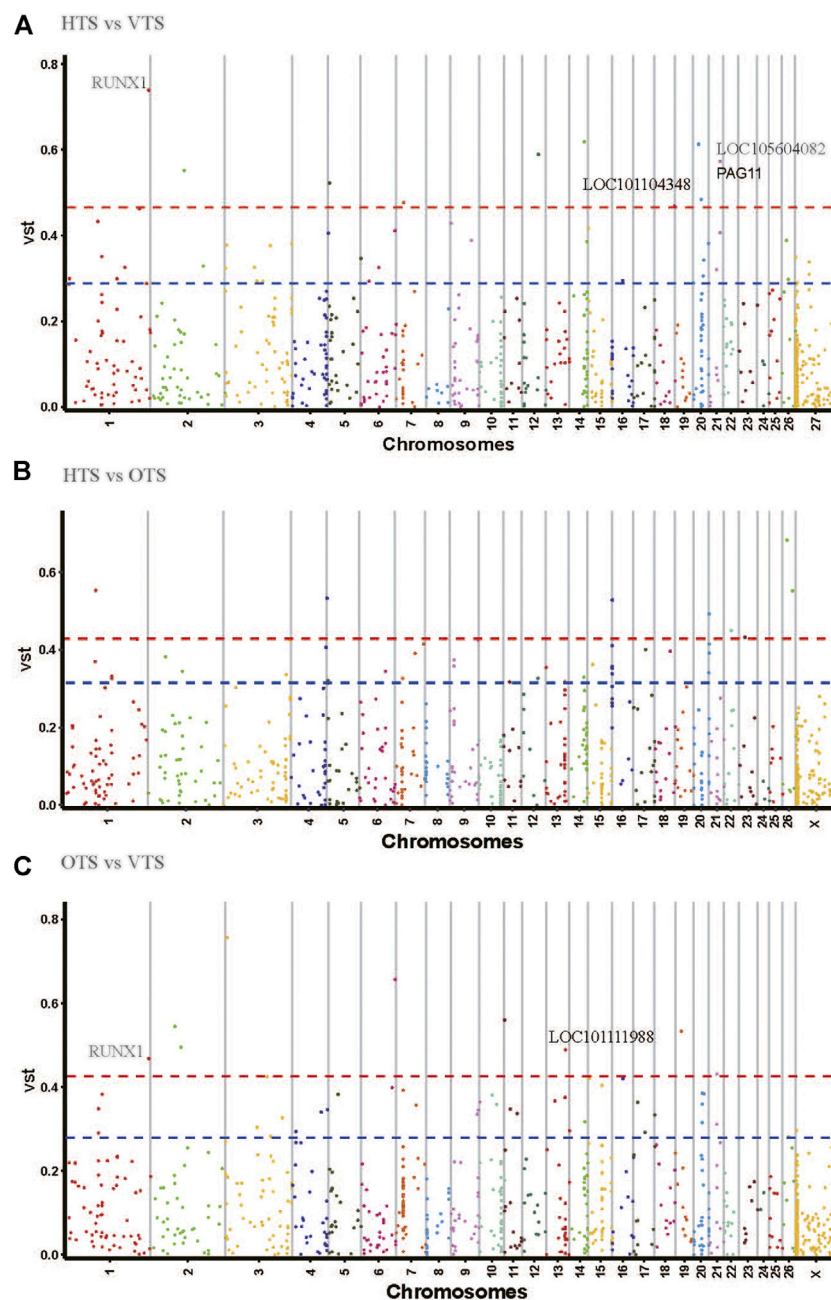 A
HTS vs VTS
0.8
RUNX1
0.6
LOC105604082
PAG11
LOC101104348
vst
0.4
0.2
0.0
1 2 3 4 5 6 7 8 9 10 11 12 13 14 15 16 17 18 19 20 21 22 23 24 25 26 27
Chromosomes
B
HTS vs OTS
0.6
vst
0.4
0.2
0.0
1 2 3 4 5 6 7 8 9 10 11 12 13 14 15 16 17 18 19 20 21 22 23 24 25 26 X
Chromosomes
C
OTS vs VTS
0.8
0.6
RUNX1
LOC101111988
vst
0.4
0.2
0.0
1 2 3 4 5 6 7 8 9 10 11 12 13 14 15 16 17 18 19 20 21 22 23 24 25 26 X
Chromosomes